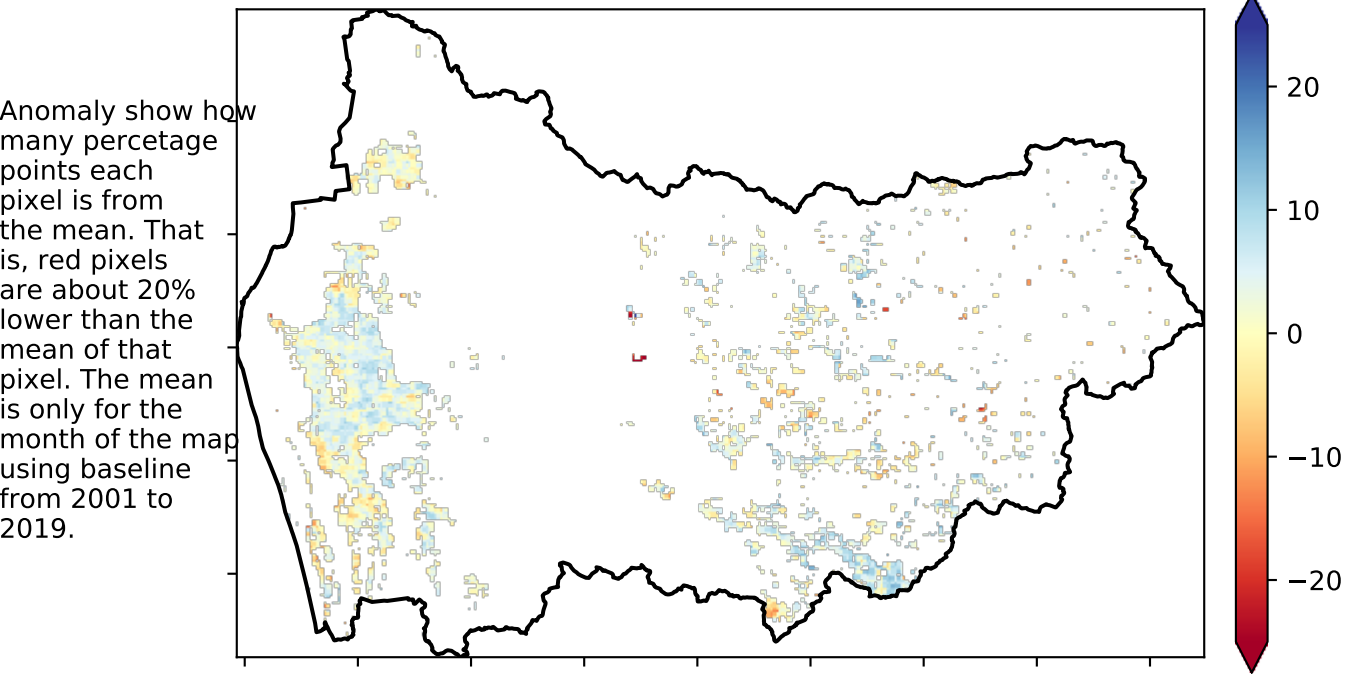 Anomaly show how
many percetage
points each
pixel is from
the mean. That
is, red pixels
are about 20%
lower than the
mean of that
pixel. The mean
is only for the
month of the map
using baseline
from 2001 to
2019.
20
10
0
−10
−20